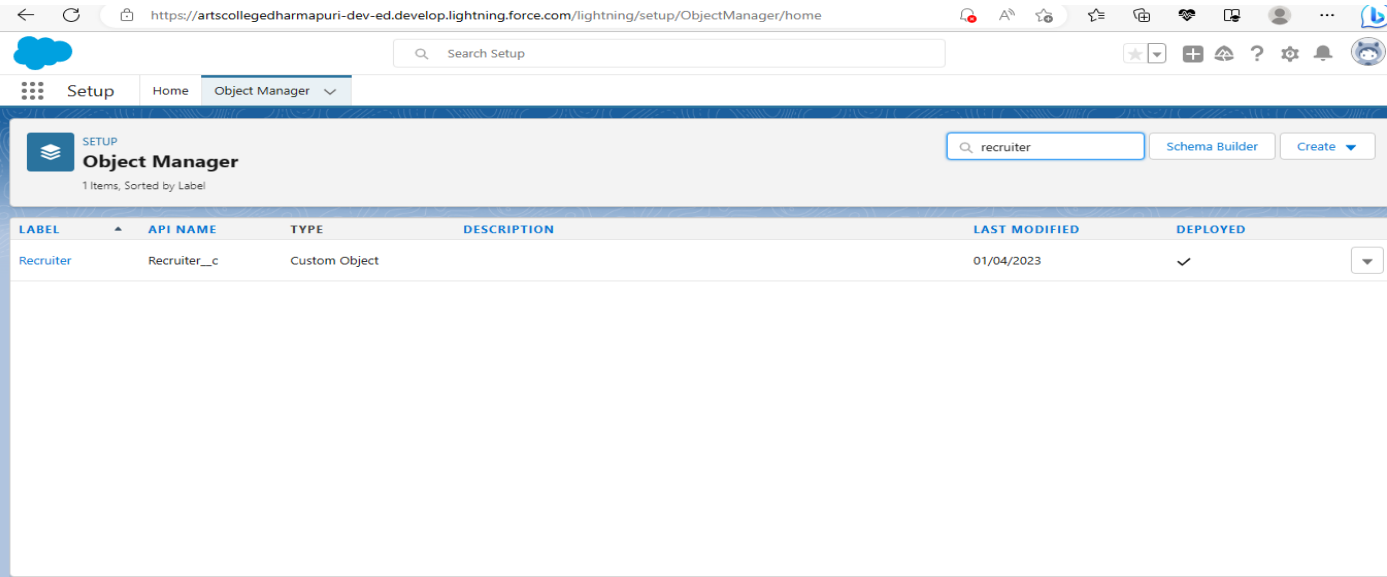 https://artscollegedharmapuri-dev-ed.develop.lightning.force.com/lightning/setup/ObjectManager/home
Search Setup
Setup Home Object Manager
SETUP
Object Manager
1 Items, Sorted by Label
recruiter Schema Builder Create
LABEL API NAME TYPE DESCRIPTION LAST MODIFIED DEPLOYED
Recruiter Recruiter__c Custom Object 01/04/2023